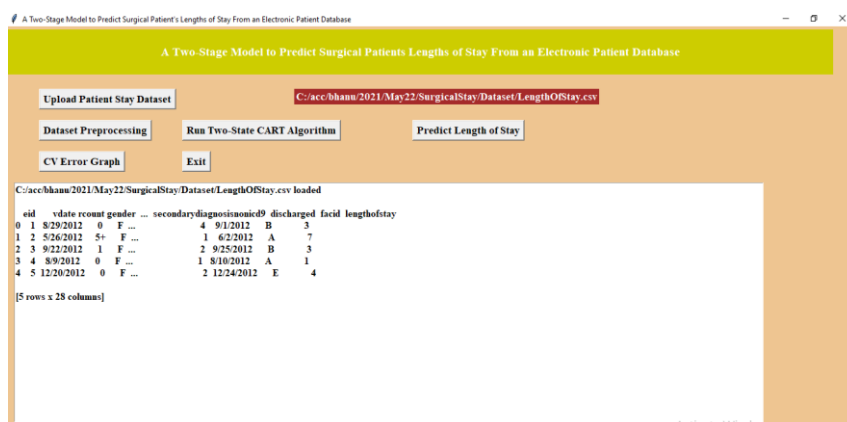 A Two-Stage Model to Predict Surgical Patient's Lengths of Stay From an Electronic Patient Database
A Two-Stage Model to Predict Surgical Patients Lengths of Stay From an Electronic Patient Database
Upload Patient Stay Dataset C:/acc/bhanu/2021/May22/SurgicalStay/Dataset/LengthOfStay.csv
Dataset Preprocessing Run Two-State CART Algorithm Predict Length of Stay
CV Error Graph Exit
C:/acc/bhanu/2021/May22/SurgicalStay/Dataset/LengthOfStay.csv loaded
eid vdate rcount gender ... secondarydiagnosisnonicd9 discharged facid lengthofstay
0 1 8/29/2012 0 F ... 4 9/1/2012 B 3
1 2 5/26/2012 5+ F ... 1 6/2/2012 A 7
2 3 9/22/2012 1 F ... 2 9/25/2012 B 3
3 4 8/9/2012 0 F ... 1 8/10/2012 A 1
4 5 12/20/2012 0 F ... 2 12/24/2012 E 4
[5 rows x 28 columns]